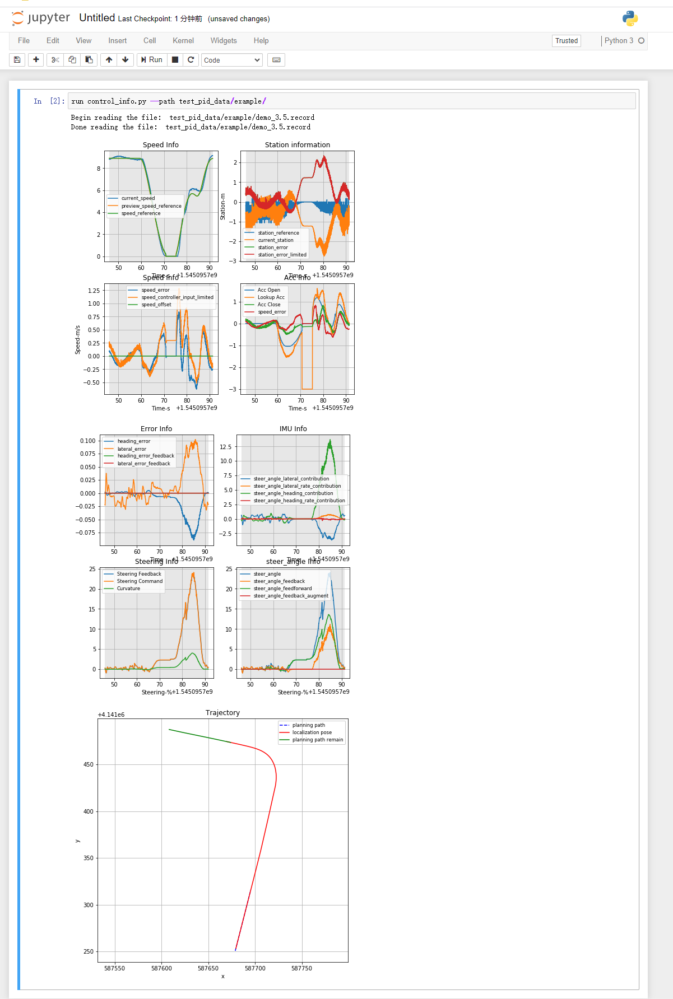 jupyter Untitled Last Checkpoint: 1 分钟前 (unsaved changes)
File Edit View Insert Cell Kernel Widgets Help Trusted Python 3
Run Code
In [2]: run control_info.py --path test_pid_data/example/
Begin reading the file: test_pid_data/example/demo_3.5.record
Done reading the file: test_pid_data/example/demo_3.5.record
Speed Info
8
6
4
2
0
current_speed
preview_speed_reference
speed_reference
50 60 70 80 90
Time-s +1.5450957e9
Station information
Station-m
2
1
0
−1
−2
−3
station_reference
current_station
station_error
station_error_limited
50 60 70 80 90
Time-s +1.5450957e9
Speed Info
Speed-m/s
1.25
1.00
0.75
0.50
0.25
0.00
−0.25
−0.50
speed_error
speed_controller_input_limited
speed_offset
50 60 70 80 90
Time-s +1.5450957e9
Acc Info
1
0
−1
−2
−3
Acc Open
Lookup Acc
Acc Close
speed_error
50 60 70 80 90
Time-s +1.5450957e9
Error Info
0.100
0.075
0.050
0.025
0.000
−0.025
−0.050
−0.075
heading_error
lateral_error
heading_error_feedback
lateral_error_feedback
50 60 70 80 90
Time +1.5450957e9
IMU Info
12.5
10.0
7.5
5.0
2.5
0.0
−2.5
steer_angle_lateral_contribution
steer_angle_lateral_rate_contribution
steer_angle_heading_contribution
steer_angle_heading_rate_contribution
50 60 70 80 90
Time +1.5450957e9
Steering Info
25
20
15
10
5
0
Steering Feedback
Steering Command
Curvature
50 60 70 80 90
Steering-% +1.5450957e9
steer_angle Info
25
20
15
10
5
0
steer_angle
steer_angle_feedback
steer_angle_feedforward
steer_angle_feedback_augment
50 60 70 80 90
Steering-% +1.5450957e9
Trajectory
+4.141e6
planning path
localization pose
planning path remain
450
400
350
300
250
y
587550 587600 587650 587700 587750
x